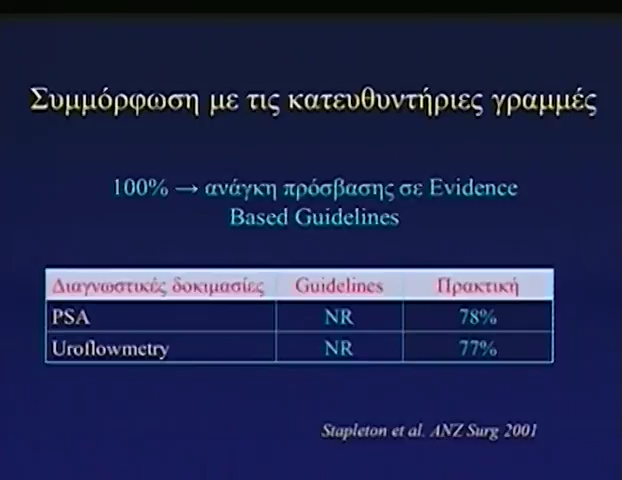 Συμμόρφωση με τις κατευθυντήριες γραμμές
100% → ανάγκη πρόσβασης σε Evidence
Based Guidelines
Διαγνωστικές δοκιμασίες Guidelines Πρακτική
PSA NR 78%
Uroflowmetry NR 77%
Stapleton et al. ANZ Surg 2001